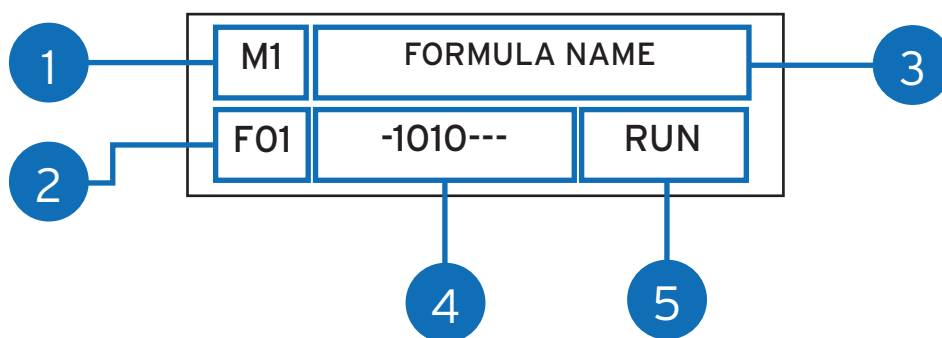 1
M1
FORMULA NAME
3
2
F01
-1010---
RUN
4
5